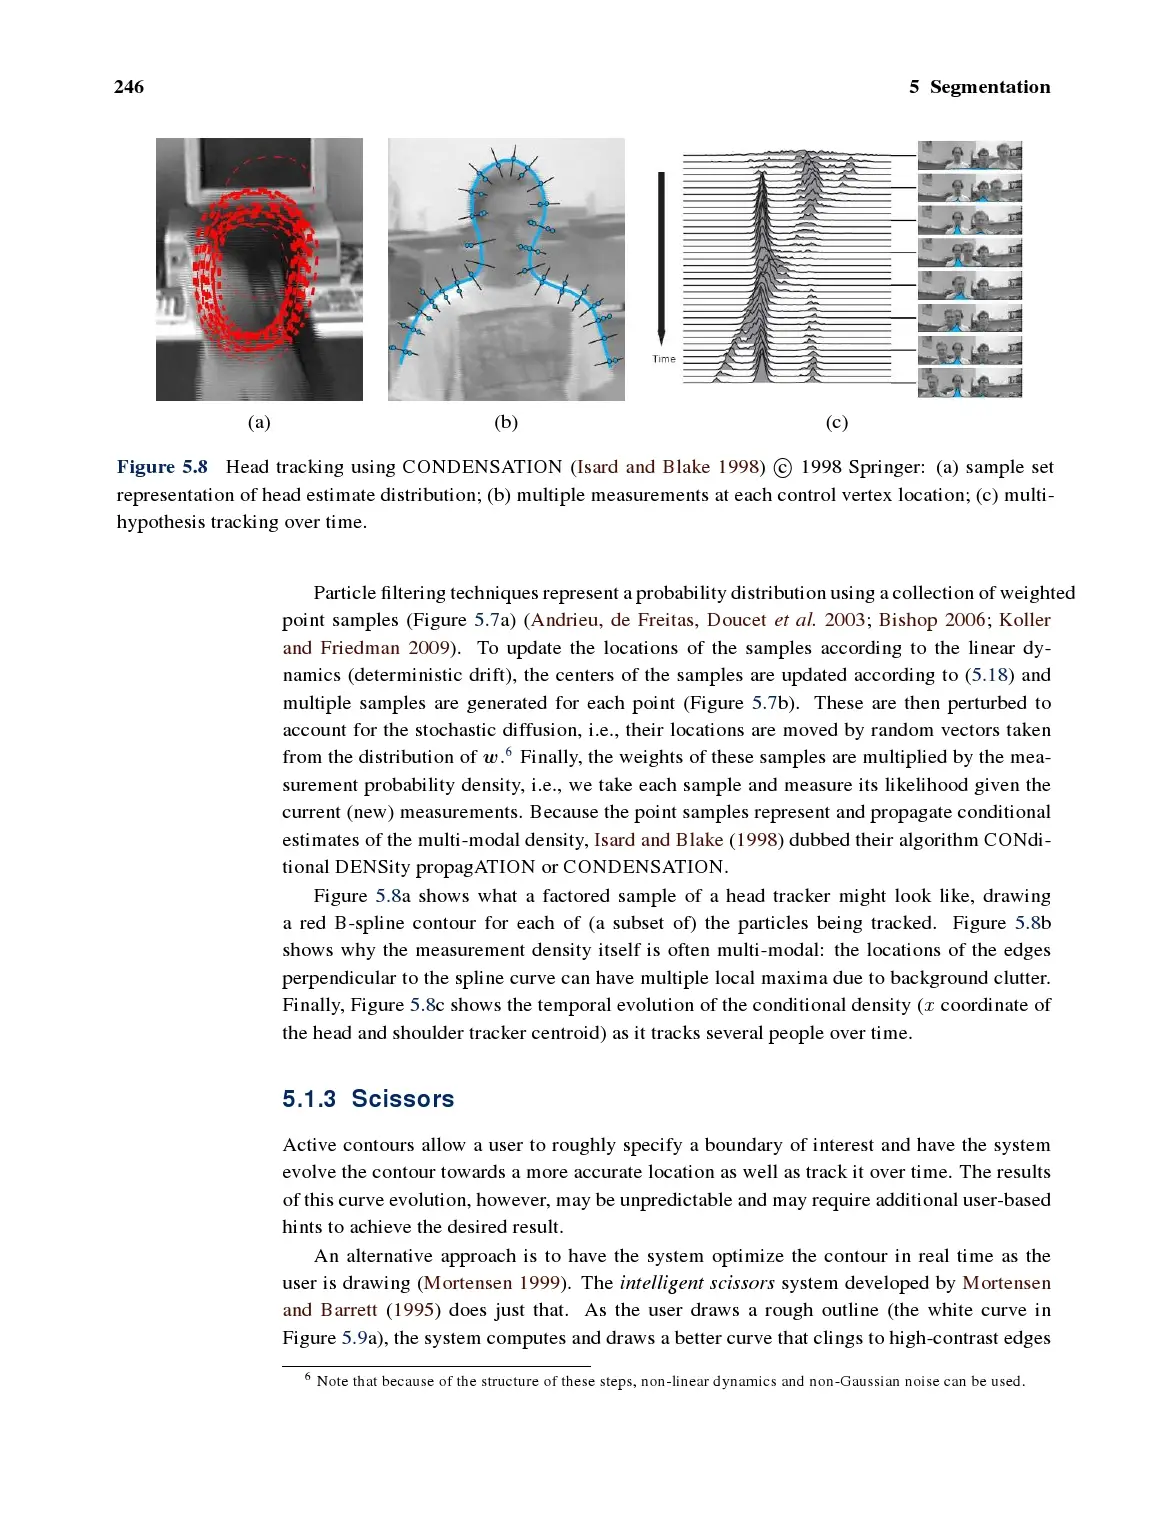 246
5 Segmentation
Time
(a)
(b)
(c)
Figure 5.8 Head tracking using CONDENSATION (Isard and Blake 1998) © 1998 Springer: (a) sample set
representation of head estimate distribution; (b) multiple measurements at each control vertex location; (c) multi-
hypothesis tracking over time.
Particle filtering techniques represent a probability distribution using a collection of weighted
point samples (Figure 5.7a) (Andrieu, de Freitas, Doucet et al. 2003; Bishop 2006; Koller
and Friedman 2009). To update the locations of the samples according to the linear dy-
namics (deterministic drift), the centers of the samples are updated according to (5.18) and
multiple samples are generated for each point (Figure 5.7b). These are then perturbed to
account for the stochastic diffusion, i.e., their locations are moved by random vectors taken
from the distribution of w.6 Finally, the weights of these samples are multiplied by the mea-
surement probability density, i.e., we take each sample and measure its likelihood given the
current (new) measurements. Because the point samples represent and propagate conditional
estimates of the multi-modal density, Isard and Blake (1998) dubbed their algorithm CONdi-
tional DENSity propagATION or CONDENSATION.
Figure 5.8a shows what a factored sample of a head tracker might look like, drawing
a red B-spline contour for each of (a subset of) the particles being tracked. Figure 5.8b
shows why the measurement density itself is often multi-modal: the locations of the edges
perpendicular to the spline curve can have multiple local maxima due to background clutter.
Finally, Figure 5.8c shows the temporal evolution of the conditional density (x coordinate of
the head and shoulder tracker centroid) as it tracks several people over time.
5.1.3 Scissors
Active contours allow a user to roughly specify a boundary of interest and have the system
evolve the contour towards a more accurate location as well as track it over time. The results
of this curve evolution, however, may be unpredictable and may require additional user-based
hints to achieve the desired result.
An alternative approach is to have the system optimize the contour in real time as the
user is drawing (Mortensen 1999). The intelligent scissors system developed by Mortensen
and Barrett (1995) does just that. As the user draws a rough outline (the white curve in
Figure 5.9a), the system computes and draws a better curve that clings to high-contrast edges
6 Note that because of the structure of these steps, non-linear dynamics and non-Gaussian noise can be used.